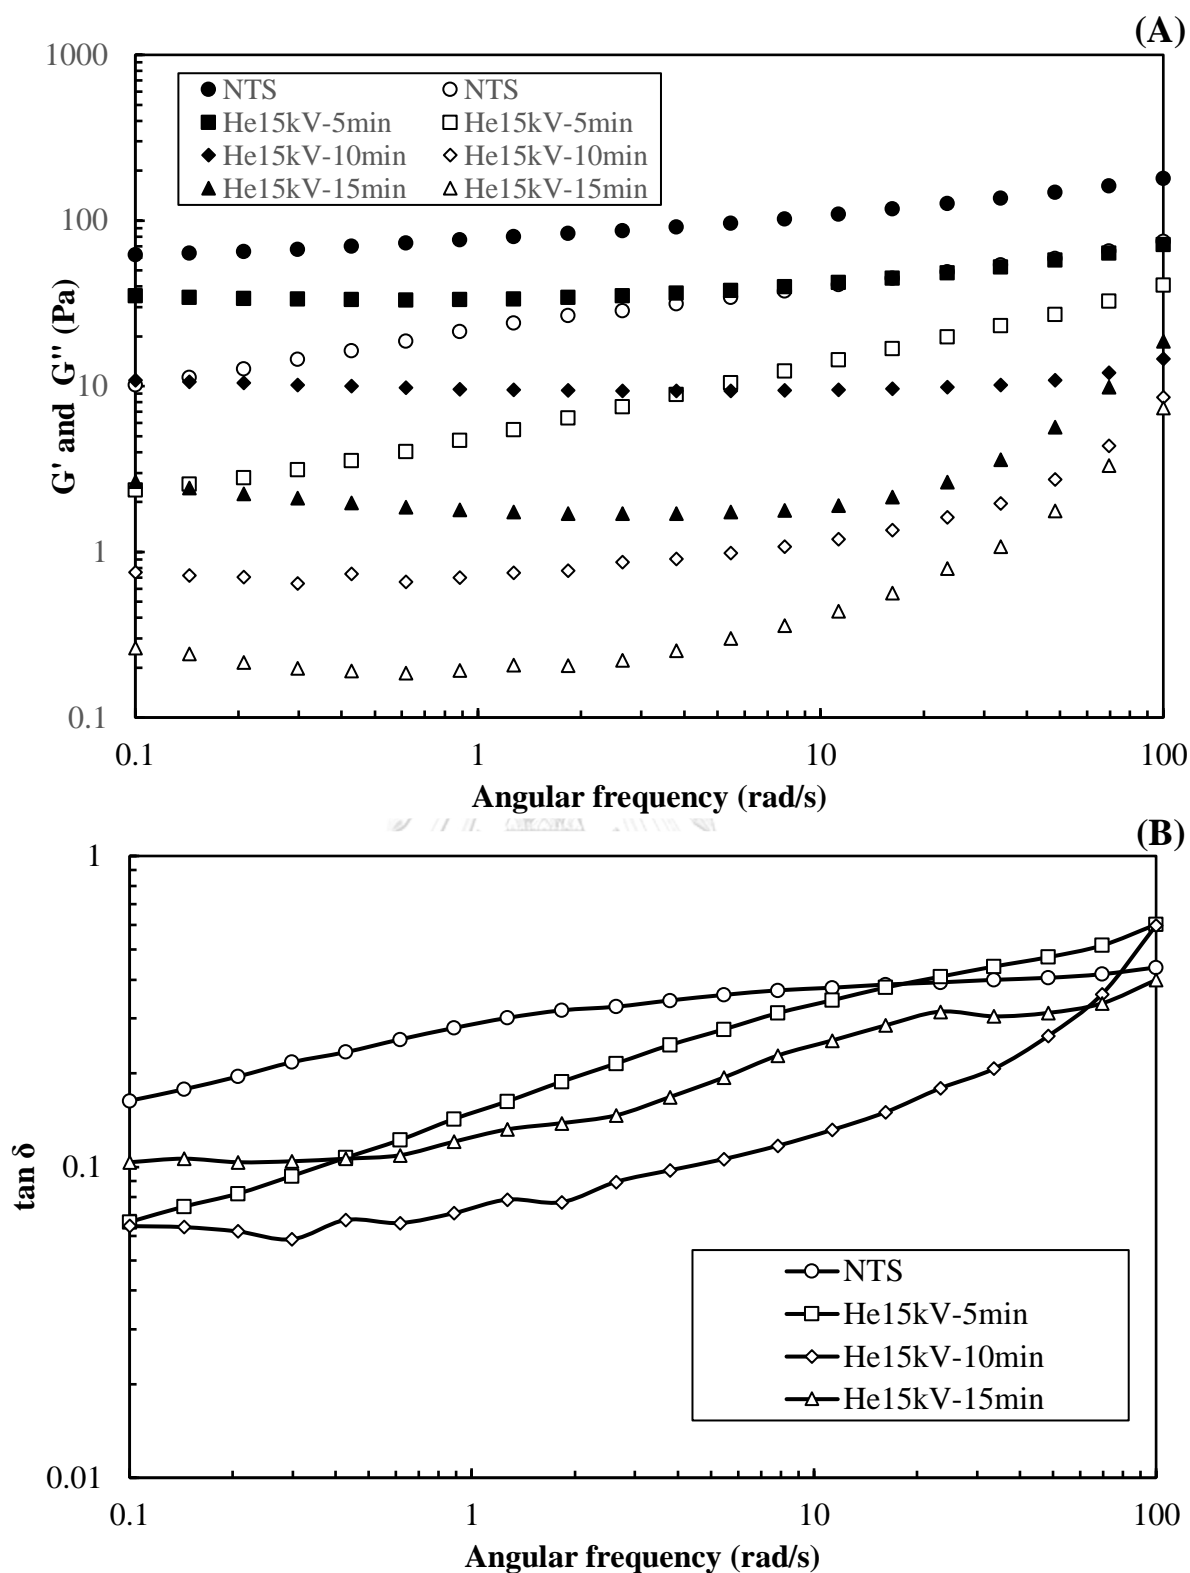 (A)
1000
NTS NTS
He15kV-5min He15kV-5min
He15kV-10min He15kV-10min
He15kV-15min He15kV-15min
100
10
1
0.1
G' and G'' (Pa)
0.1 1 10 100
Angular frequency (rad/s)
(B)
1
0.1
0.01
tan δ
NTS
He15kV-5min
He15kV-10min
He15kV-15min
0.1 1 10 100
Angular frequency (rad/s)